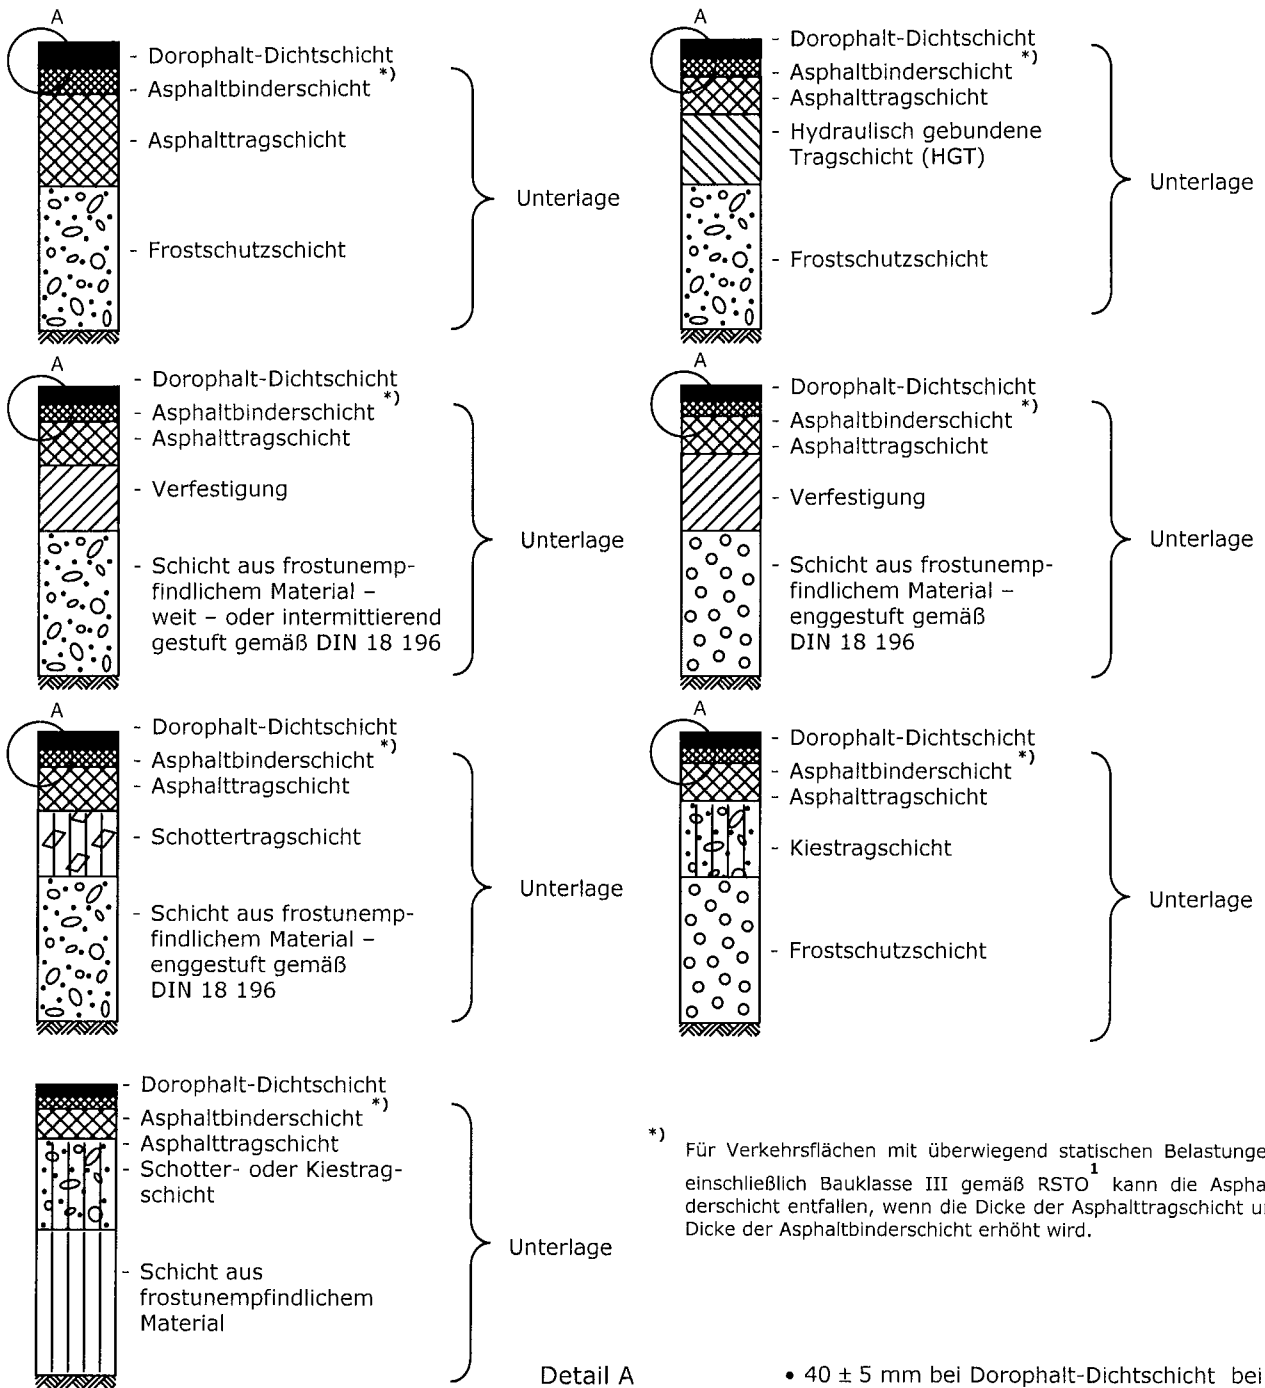 A
- Dorophalt-Dichtschicht
- Asphaltbinderschicht *)
- Asphalttragschicht
- Frostschutzschicht
Unterlage
A
- Dorophalt-Dichtschicht
- Asphaltbinderschicht *)
- Asphalttragschicht
- Hydraulisch gebundene
Tragschicht (HGT)
- Frostschutzschicht
Unterlage
A
- Dorophalt-Dichtschicht
- Asphaltbinderschicht *)
- Asphalttragschicht
- Verfestigung
- Schicht aus frostunemp-
findlichem Material –
weit – oder intermittierend
gestuft gemäß DIN 18 196
Unterlage
A
- Dorophalt-Dichtschicht
- Asphaltbinderschicht *)
- Asphalttragschicht
- Verfestigung
- Schicht aus frostunemp-
findlichem Material –
enggestuft gemäß
DIN 18 196
Unterlage
A
- Dorophalt-Dichtschicht
- Asphaltbinderschicht *)
- Asphalttragschicht
- Schottertragschicht
- Schicht aus frostunemp-
findlichem Material –
enggestuft gemäß
DIN 18 196
Unterlage
A
- Dorophalt-Dichtschicht
- Asphaltbinderschicht *)
- Asphalttragschicht
- Kiestragschicht
- Frostschutzschicht
Unterlage
- Dorophalt-Dichtschicht
- Asphaltbinderschicht *)
- Asphalttragschicht
- Schotter- oder Kiestrag-
schicht
- Schicht aus
frostunempfindlichem
Material
Unterlage
*) Für Verkehrsflächen mit überwiegend statischen
einschließlich Bauklasse III gemäß RSTO 1 kann die
derschicht entfallen, wenn die Dicke der Asphalttragschicht
Dicke der Asphaltbinderschicht erhöht wird.
Detail A
• 40 ± 5 mm bei Dorophalt-Dichtschicht bei